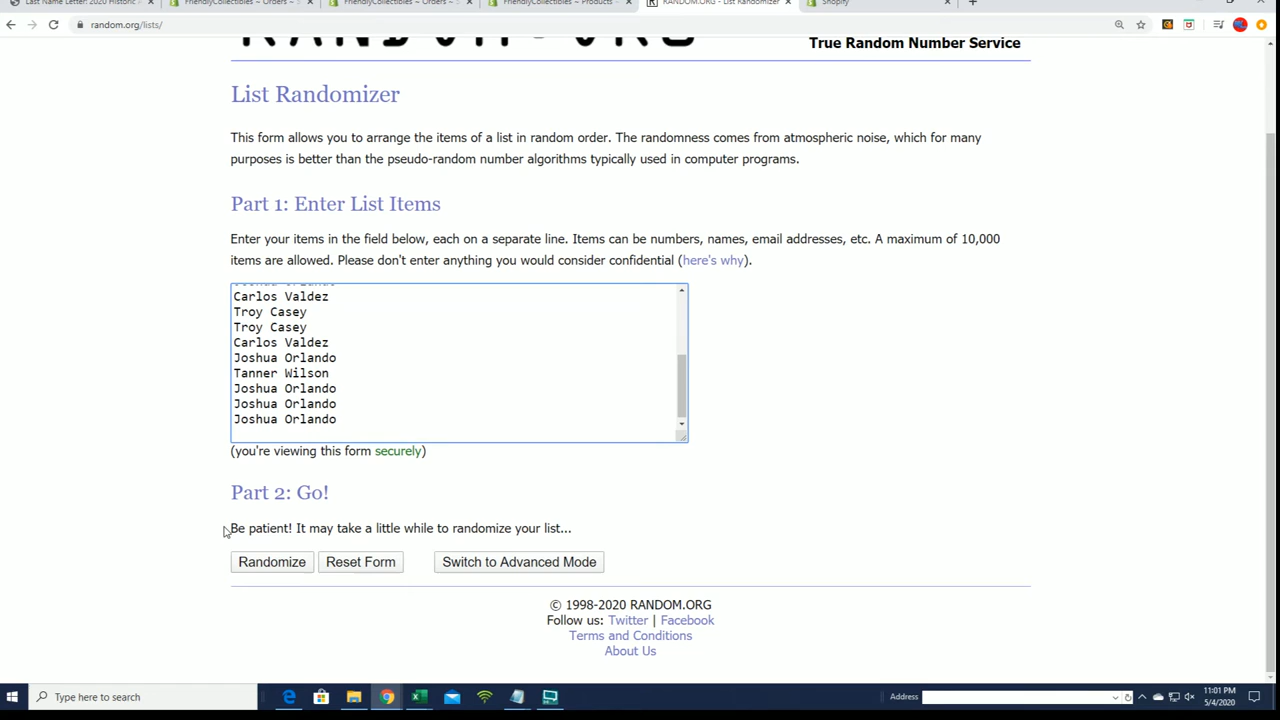 Last Name Letter: 2020 Historic
FriendlyCollectibles ~ Orders ~
FriendlyCollectibles ~ Orders ~
FriendlyCollectibles ~ Products
RANDOM.ORG - List Randomizer
Shopify
random.org/lists/
RANDOM.ORG
True Random Number Service
List Randomizer
This form allows you to arrange the items of a list in random order. The randomness comes from atmospheric noise, which for many
purposes is better than the pseudo-random number algorithms typically used in computer programs.
Part 1: Enter List Items
Enter your items in the field below, each on a separate line. Items can be numbers, names, email addresses, etc. A maximum of 10,000
items are allowed. Please don't enter anything you would consider confidential (here's why).
Joshua Orlando
Carlos Valdez
Troy Casey
Troy Casey
Carlos Valdez
Joshua Orlando
Tanner Wilson
Joshua Orlando
Joshua Orlando
Joshua Orlando
(you're viewing this form securely)
Part 2: Go!
Be patient! It may take a little while to randomize your list...
Randomize Reset Form Switch to Advanced Mode
© 1998-2020 RANDOM.ORG
Follow us: Twitter | Facebook
Terms and Conditions
About Us
Type here to search
Address
11:01 PM
5/4/2020